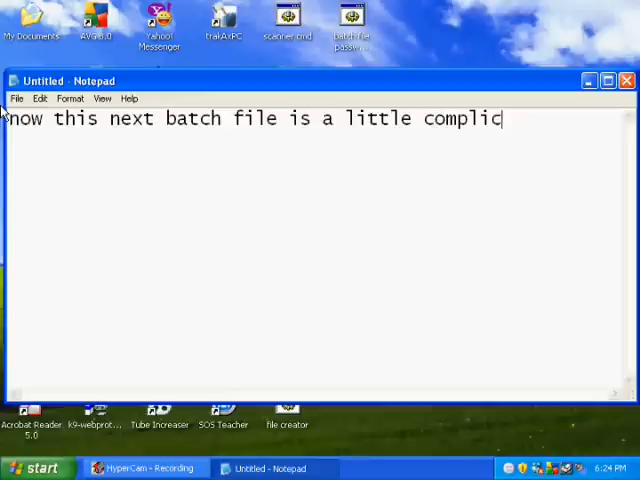 My Documents
AVG 8.0
Yahoo!
Messenger
trakAxPC
scanner.cmd
Batch file
passw...
Untitled - Notepad
File Edit Format View Help
now this next batch file is a little complic
Acrobat Reader
5.0
k9-webprot...
Tube Increaser
SOS Teacher
file creator
start
HyperCam - Recording
Untitled - Notepad
6:24 PM